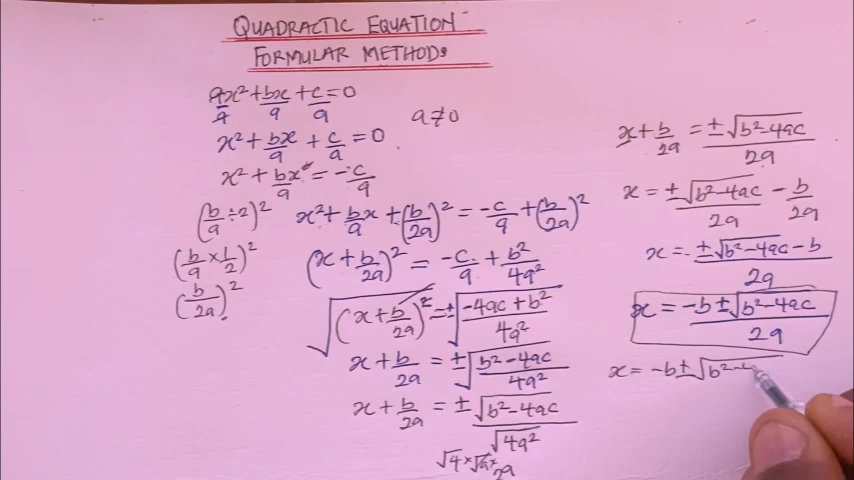 QUADRACTIC EQUATION
FORMULAR METHOD:
ax²/a + bx/a + c/a = 0
a ≠ 0
x² + bx/a + c/a = 0
x² + bx/a = -c/a
(b/a ÷ 2)²
x² + b/a x + (b/2a)² = -c/a + (b/2a)²
(b/a × 1/2)²
(x + b/2a)² = -c/a + b²/4a²
(b/2a)²
√(x + b/2a)² = ±√(-4ac + b²)/4a²
x + b/2a = ±√(b² - 4ac)/4a²
x + b/2a = ±√(b² - 4ac)/√4a²
√4 × √a²
2a
x + b/2a = ±√(b² - 4ac)/2a
x = ±√(b² - 4ac)/2a - b/2a
x = ±√(b² - 4ac) - b/2a
x = -b ± √(b² - 4ac)/2a
x = -b ± √b² - 4